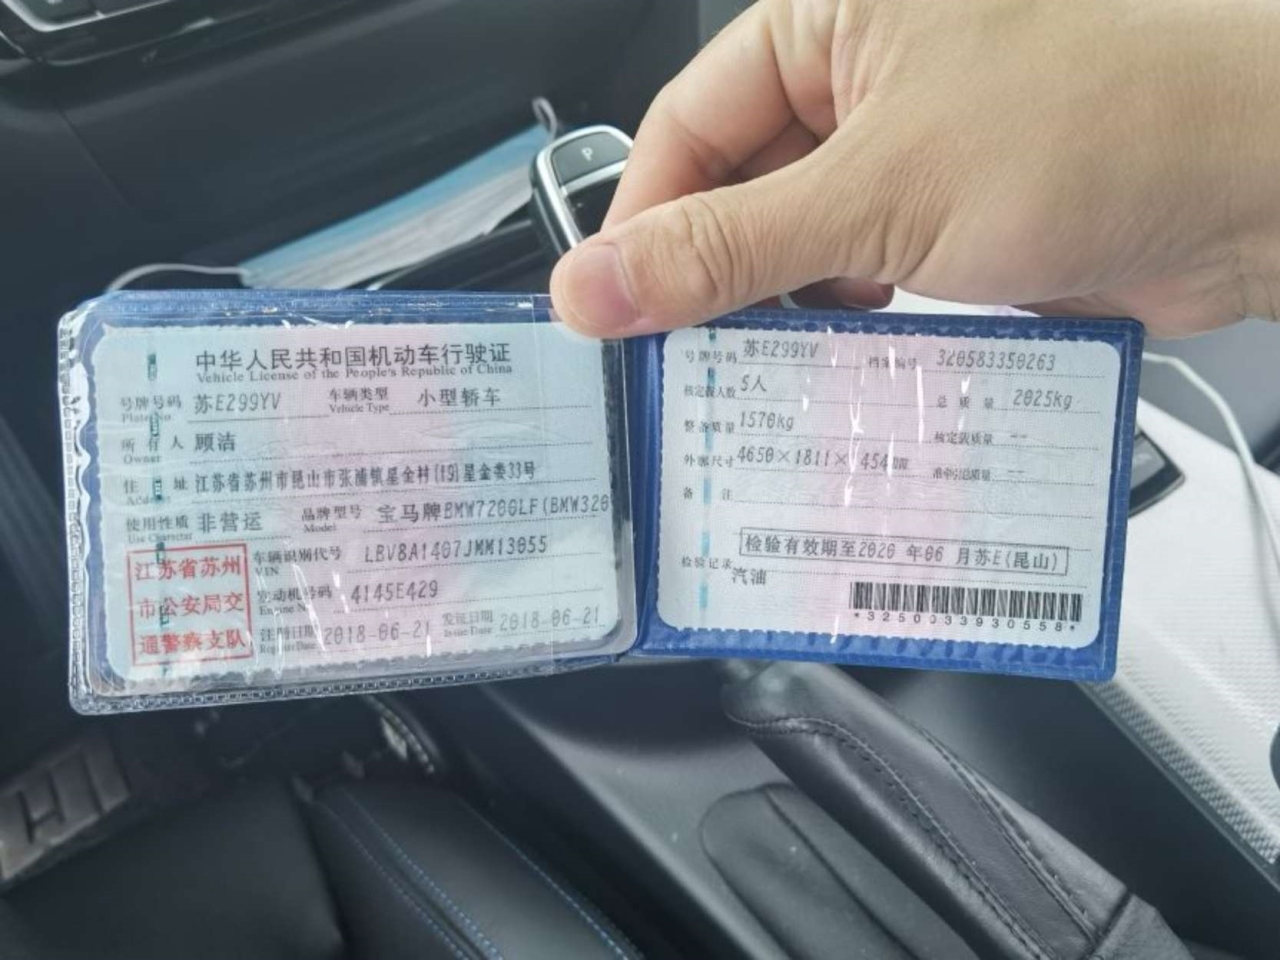 P
中华人民共和国机动车行驶证
Vehicle License of the People's Republic of China
号牌号码 Plate No 苏E299YV 车辆类型 Vehicle Type 小型轿车
所有人 Owner 顾洁
住址 江苏省苏州市昆山市张浦镇星金村(19)星金娄33号
使用性质 Use Character 非营运 品牌型号 Model 宝马牌BMW7200LF(BMW320
江苏省苏州
市公安局交
通警察支队
车辆识别代号 VIN LBV8A1407JMM13055
发动机号码 Engine No 4145E429
注册日期 Register Date 2018-06-21 发证日期 Issue Date 2018-06-21
号牌号码 苏E299YV 档案编号 320583350263
核定载人数 5人 总质量 2025kg
整备质量 1570kg 核定载质量 --
外廓尺寸 4650×1811× 准牵引总质量 --
备注
检验有效期至2020 年06 月苏E(昆山)
检验记录
汽油
*3250033930558*